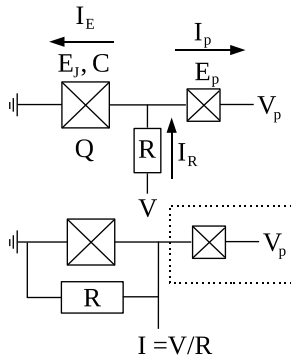 I_E
I_p
E_J, C
E_p
V_p
Q
R
I_R
V
V_p
R
I =V/R